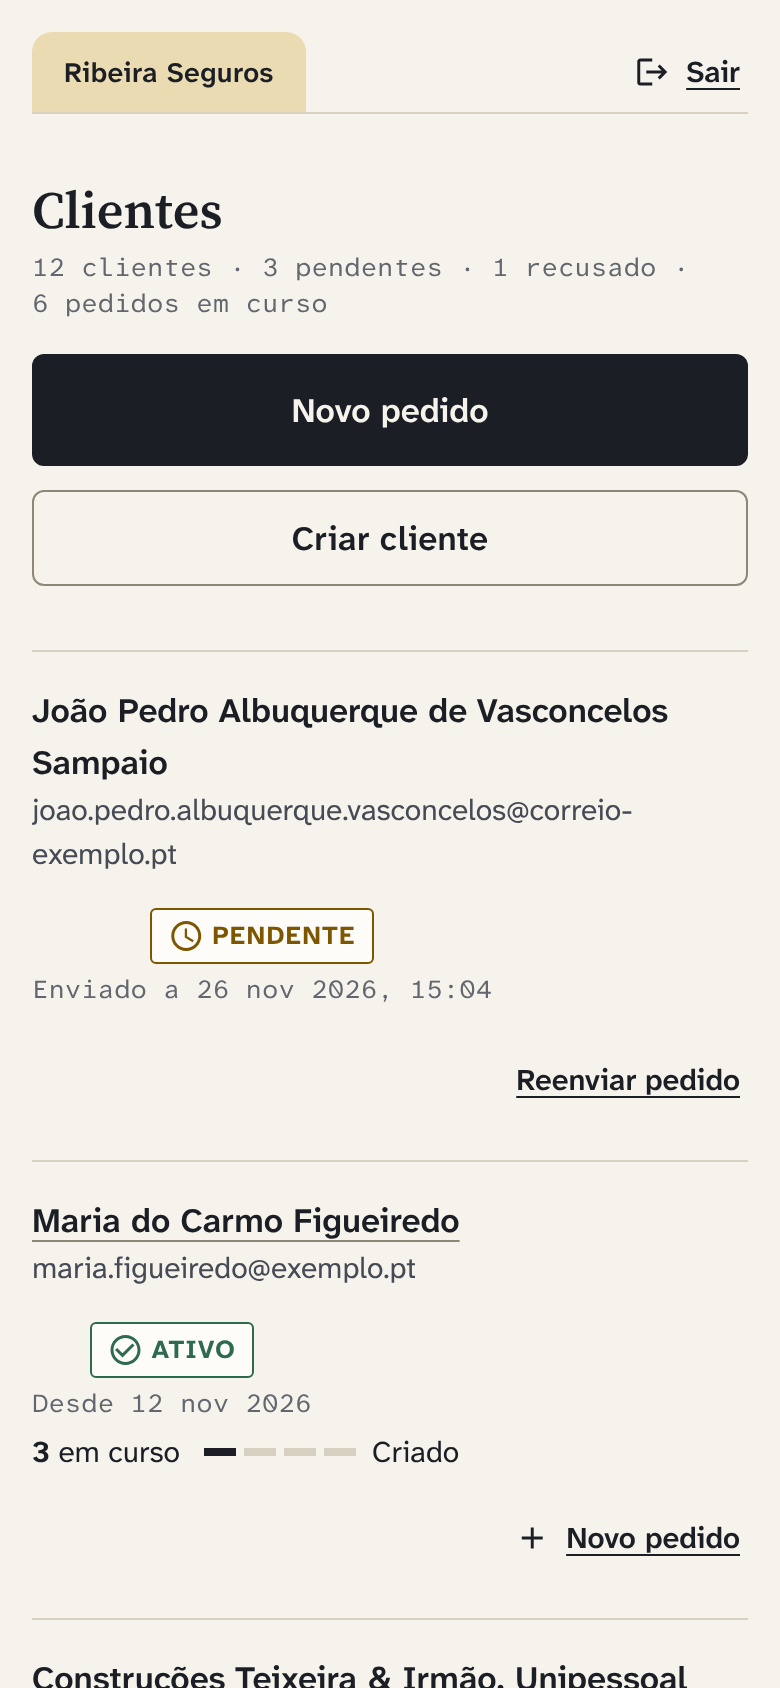 Ribeira Seguros
Sair
Clientes
12 clientes · 3 pendentes · 1 recusado ·
6 pedidos em curso
Novo pedido
Criar cliente
João Pedro Albuquerque de Vasconcelos
Sampaio
joao.pedro.albuquerque.vasconcelos@correio-
exemplo.pt
PENDENTE
Enviado a 26 nov 2026, 15:04
Reenviar pedido
Maria do Carmo Figueiredo
maria.figueiredo@exemplo.pt
ATIVO
Desde 12 nov 2026
3 em curso Criado
+ Novo pedido
Construções Teixeira & Irmão, Unipessoal